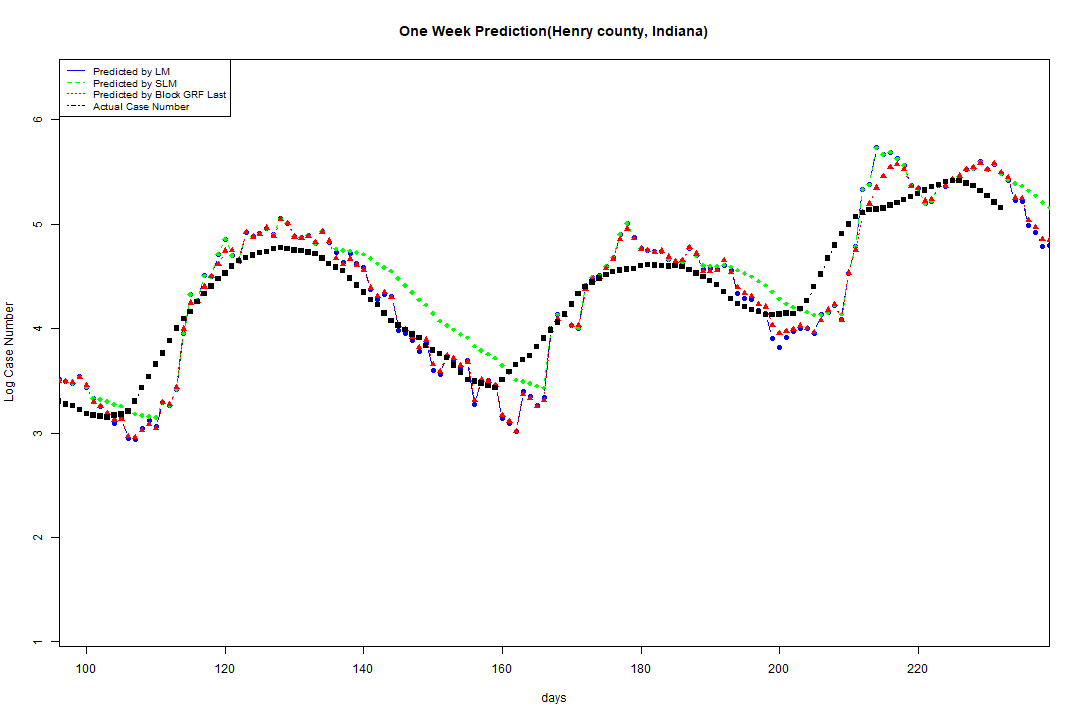 One Week Prediction(Henry county, Indiana)
Predicted by LM
Predicted by SLM
Predicted by Block GRF Last
Actual Case Number
Log Case Number
6
5
4
3
2
1
100 120 140 160 180 200 220
days